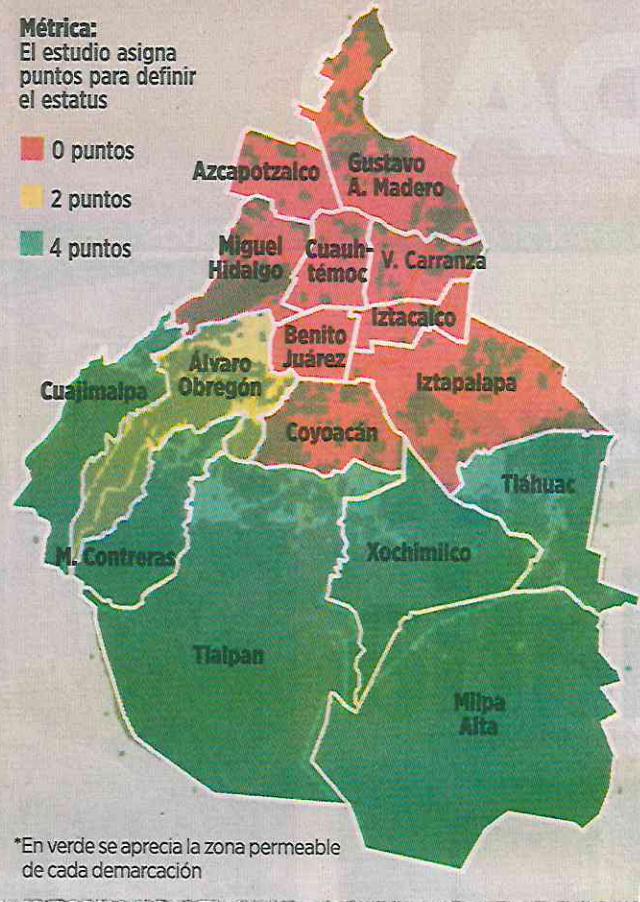 Métrica:
El estudio asigna
puntos para definir
el estatus
0 puntos
2 puntos
4 puntos
Azcapotzalco
Gustavo
A. Madero
Miguel
Hidalgo
Cuauh-
témoc
V. Carranza
Iztacalco
Benito
Juárez
Álvaro
Obregón
Cuajimalpa
Iztapalapa
Coyoacán
Tláhuac
M. Contreras
Xochimilco
Tlalpan
Milpa
Alta
*En verde se aprecia la zona permeable
de cada demarcación